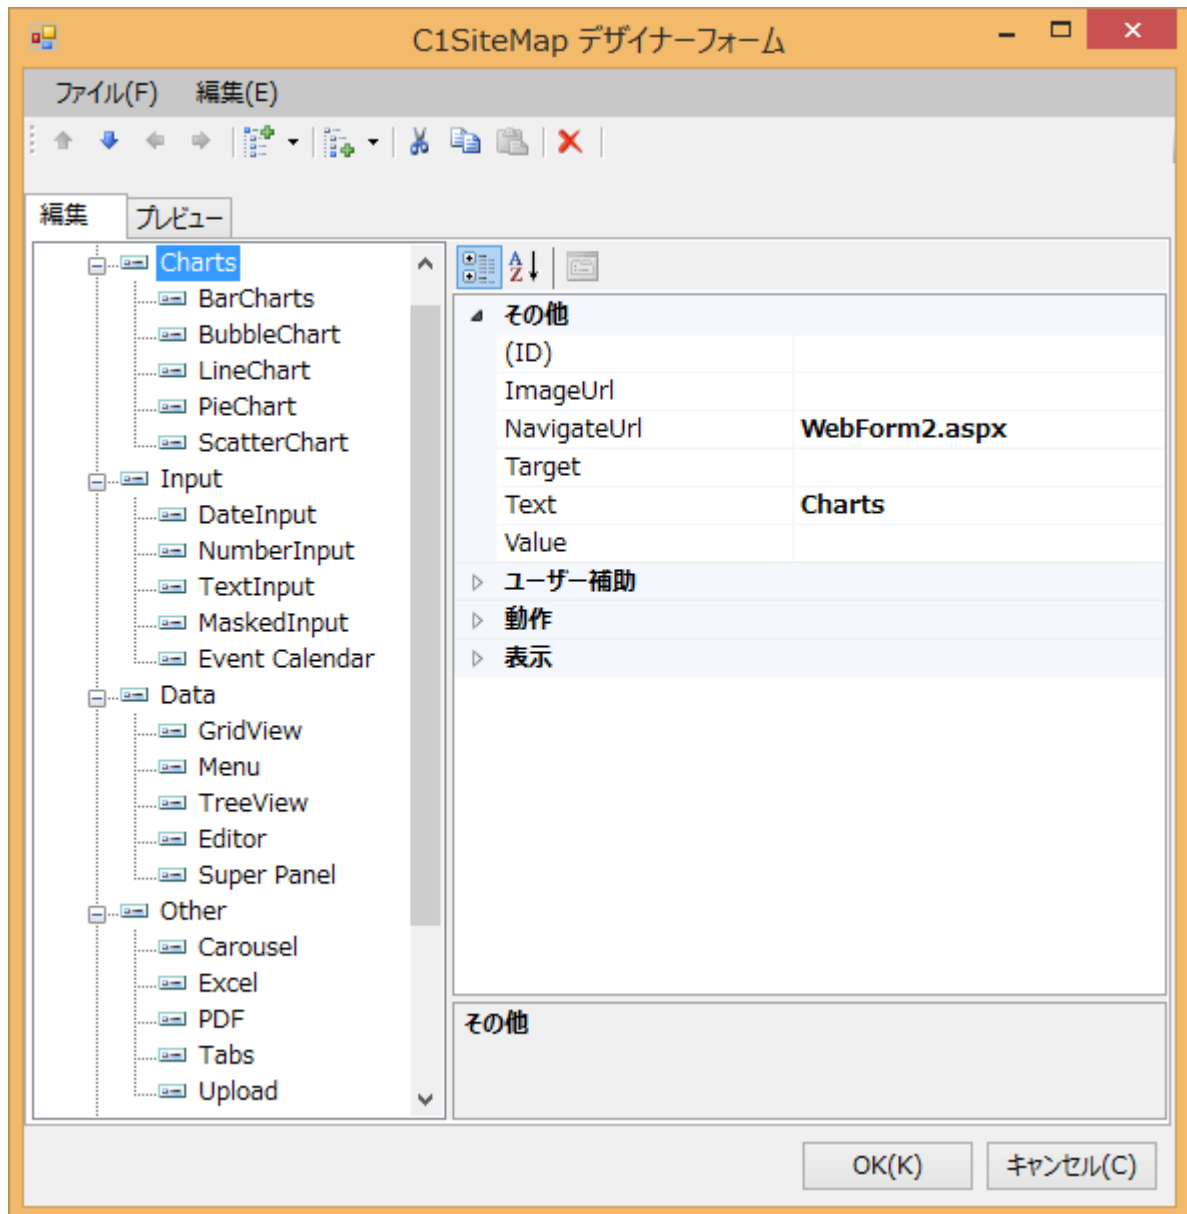 C1SiteMap デザイナーフォーム
ファイル(F) 編集(E)
編集 プレビュー
Charts
BarCharts
BubbleChart
LineChart
PieChart
ScatterChart
Input
DateInput
NumberInput
TextInput
MaskedInput
Event Calendar
Data
GridView
Menu
TreeView
Editor
Super Panel
Other
Carousel
Excel
PDF
Tabs
Upload
その他
(ID)
ImageUrl
NavigateUrl WebForm2.aspx
Target
Text Charts
Value
ユーザー補助
動作
表示
その他
OK(K) キャンセル(C)